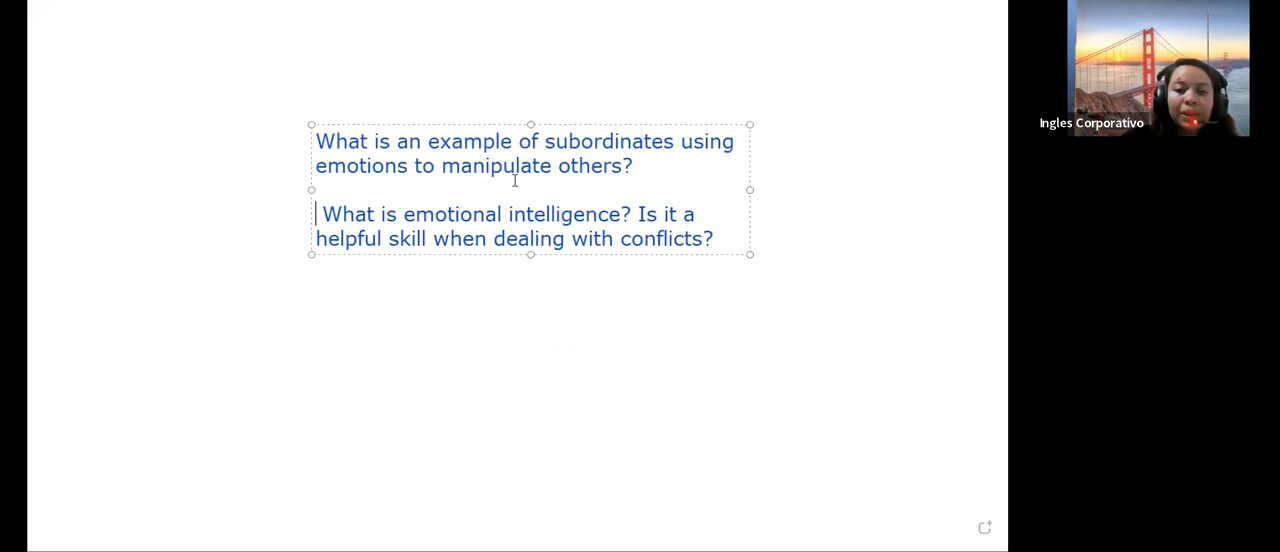 What is an example of subordinates using
emotions to manipulate others?
What is emotional intelligence? Is it a
helpful skill when dealing with conflicts?
Ingles Corporativo